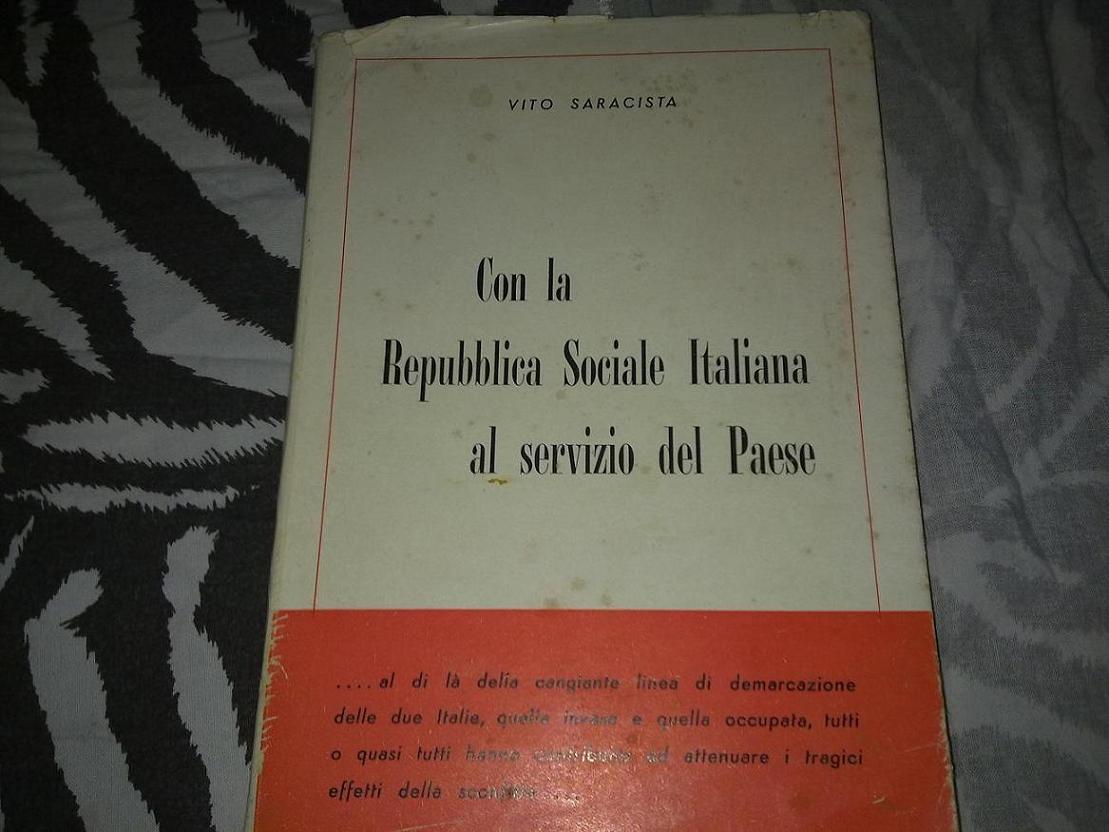 VITO SARACISTA
Con la
Repubblica Sociale Italiana
al servizio del Paese
....al di là della cangiante linea di demarcazione
delle due Italie, quella invasa e quella occupata, tutti
o quasi tutti hanno contribuito ad attenuare i tragici
effetti della sconfitta....